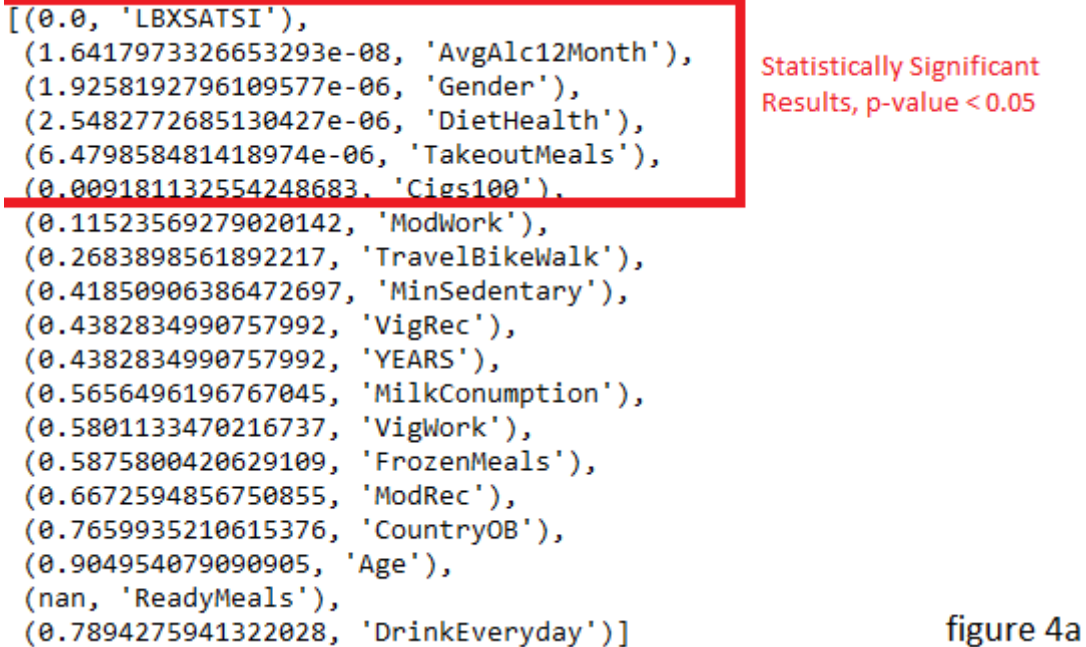 [(0.0, 'LBXSATSI'),
(1.6417973326653293e-08, 'AvgAlc12Month'),
(1.9258192796109577e-06, 'Gender'),
(2.5482772685130427e-06, 'DietHealth'),
(6.479858481418974e-06, 'TakeoutMeals'),
(0.009181132554248683, 'Cigs100'),
(0.11523569279020142, 'ModWork'),
(0.2683898561892217, 'TravelBikeWalk'),
(0.41850906386472697, 'MinSedentary'),
(0.4382834990757992, 'VigRec'),
(0.4382834990757992, 'YEARS'),
(0.5656496196767045, 'MilkConumption'),
(0.5801133470216737, 'VigWork'),
(0.5875800420629109, 'FrozenMeals'),
(0.6672594856750855, 'ModRec'),
(0.7659935210615376, 'CountryOB'),
(0.904954079090905, 'Age'),
(nan, 'ReadyMeals'),
(0.7894275941322028, 'DrinkEveryday')]
Statistically Significant
Results, p-value < 0.05
figure 4a